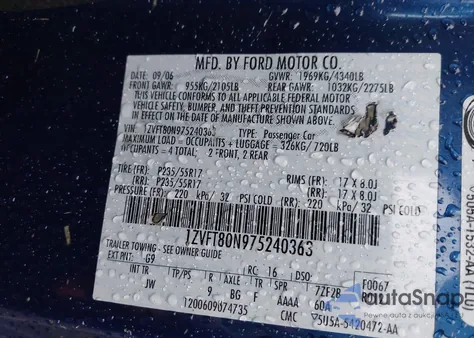 MFD. BY FORD MOTOR CO.
DATE: 09/06 GVWR: 1969KG/4340LB
FRONT GAWR: 955KG/2105LB REAR GAWR: 1032KG/2275LB
THIS VEHICLE CONFORMS TO ALL APPLICABLE FEDERAL MOTOR
VEHICLE SAFETY, BUMPER, AND THEFT PREVENTION STANDARDS
IN EFFECT ON THE DATE OF MANUFACTURE SHOWN ABOVE.
VIN: 1ZVFT80N975240363 TYPE: Passenger Car
MAXIMUM LOAD = OCCUPANTS + LUGGAGE = 326KG/720LB
OCCUPANTS = 4 TOTAL: 2 FRONT, 2 REAR
TIRES (FR): P235/55R17 RIMS (FR): 17 X 8.0J
(RR): P235/55R17 (RR): 17 X 8.0J
PRESSURE (FR): 220 kPa/ 32 PSI COLD (RR): 220 kPa/ 32 PSI COLD
1ZVFT80N975240363
TRAILER TOWING - SEE OWNER GUIDE
EXT PNT: G9 RC: 16 F0067
INT TR TP/PS R AXLE TR SPR 7ZF2B
JW 9 BG F AAAA 60A
1200609074735 CMC 5U5A-5420472-AA
autoSnap